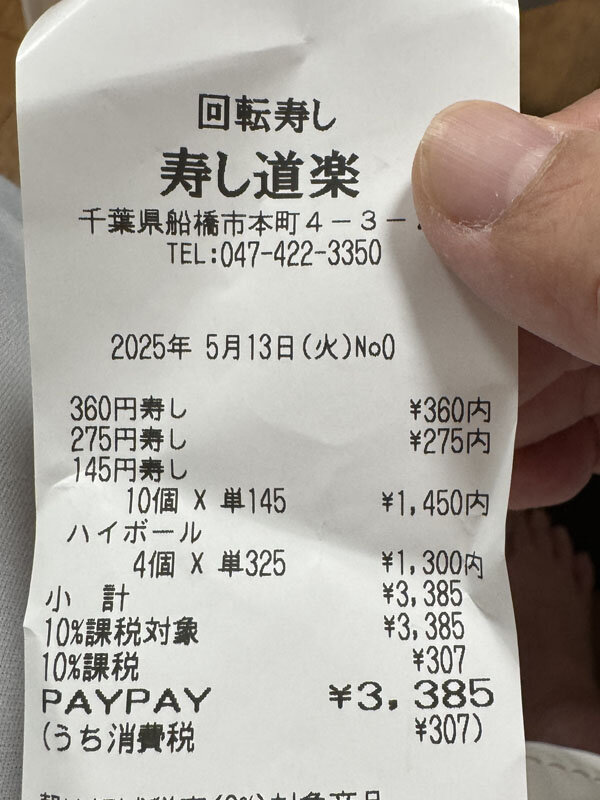 回転寿し
寿し道楽
千葉県船橋市本町４－３－
TEL:047-422-3350
2025年 5月13日(火)No0
360円寿し ¥360内
275円寿し ¥275内
145円寿し
10個 X 単145 ¥1,450内
ハイボール
4個 X 単325 ¥1,300内
小 計 ¥3,385
10%課税対象 ¥3,385
10%課税 ¥307
PAYPAY ¥3,385
(うち消費税 ¥307)